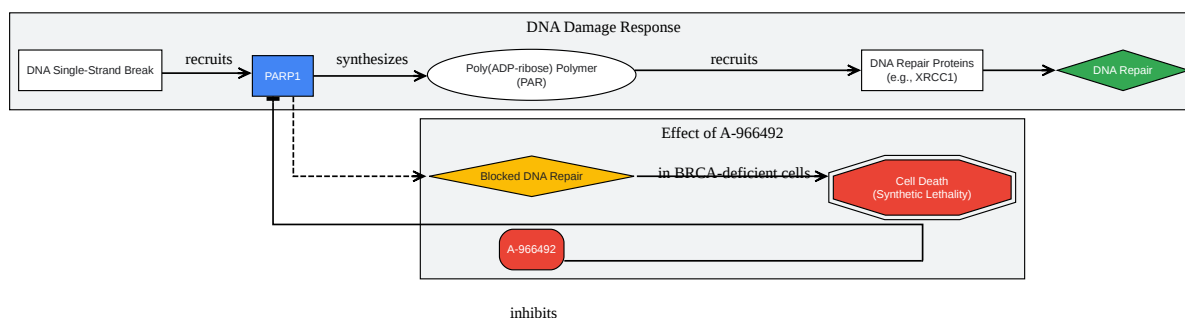 DNA Damage Response
DNA Single-Strand Break
recruits
PARP1
synthesizes
Poly(ADP-ribose) Polymer
(PAR)
recruits
DNA Repair Proteins
(e.g., XRCC1)
DNA Repair
Effect of A-966492
Blocked DNA Repair
in BRCA-deficient cells
Cell Death
(Synthetic Lethality)
A-966492
inhibits